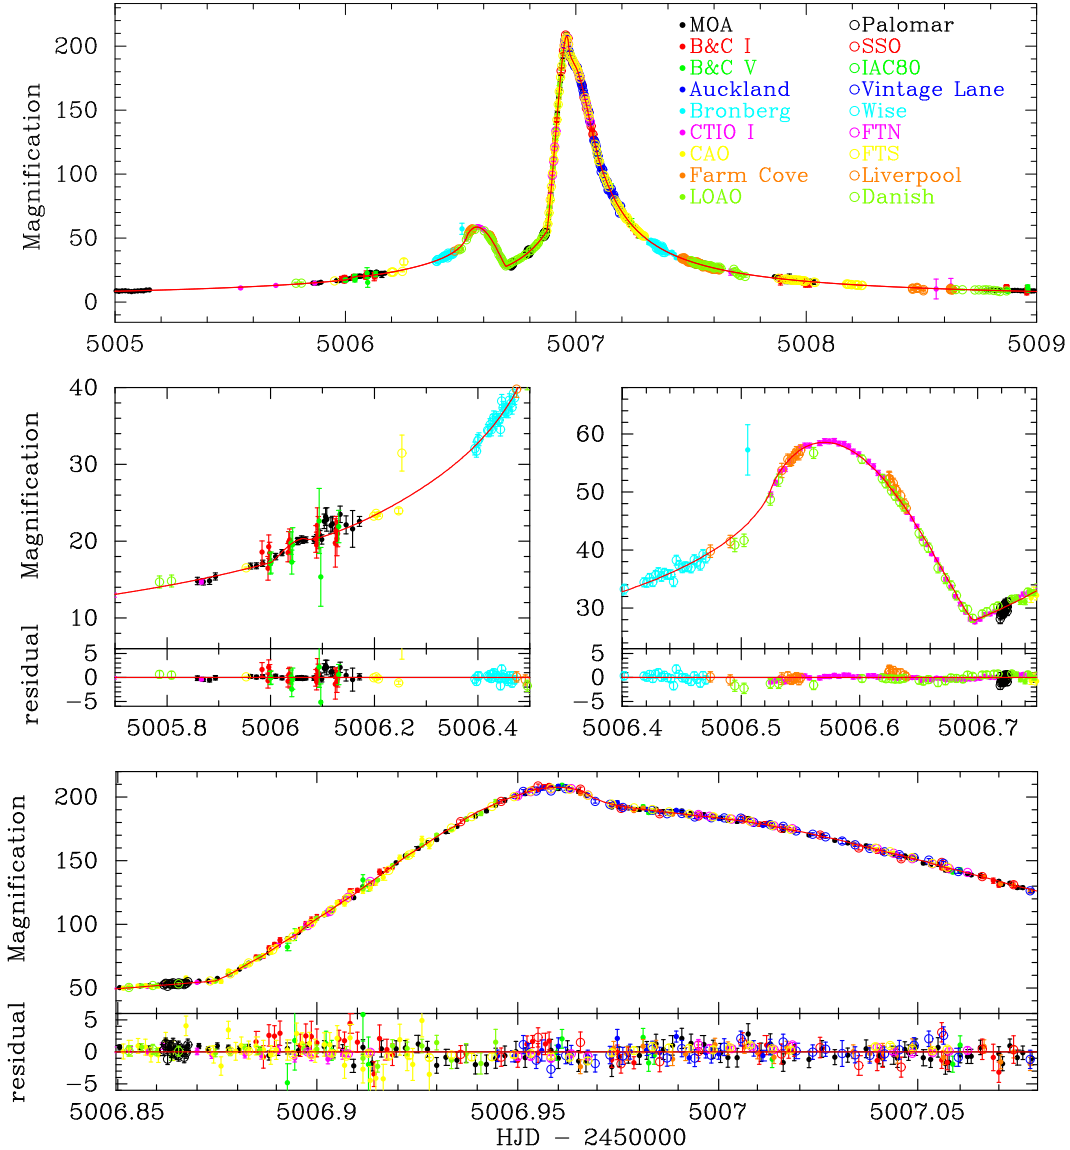 200
150
100
50
0
Magnification
MOA
B&C I
B&C V
Auckland
Bronberg
CTIO I
CAO
Farm Cove
LOAO
Palomar
SSO
IAC80
Vintage Lane
Wise
FTN
FTS
Liverpool
Danish
5005 5006 5007 5008 5009
40
30
20
10
Magnification
5
0
−5
residual
5005.8 5006 5006.2 5006.4
60
50
40
30
Magnification
5
0
−5
residual
5006.4 5006.5 5006.6 5006.7
200
150
100
50
Magnification
5
0
−5
residual
5006.85 5006.9 5006.95 5007 5007.05
HJD − 2450000